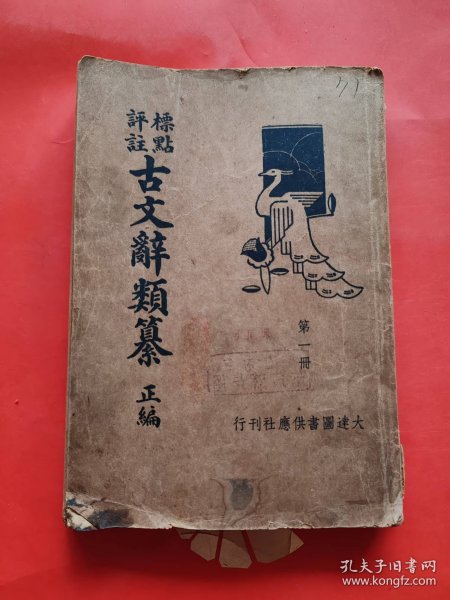 標點
評註
古文辭類纂 正編
第一冊
大達圖書供應社刊行
孔夫子旧书网
www.kongfz.com